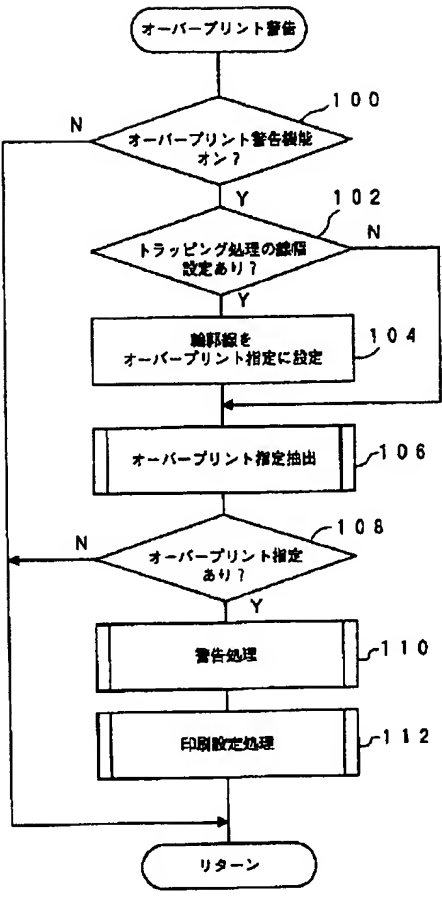 オーバープリント警告
100
N
オーバープリント警告機能
オン?
Y
102
トラッピング処理の線幅
設定あり?
N
Y
輪郭線を
オーバープリント指定に設定
104
オーバープリント指定抽出
106
108
N
オーバープリント指定
あり?
Y
警告処理
110
印刷設定処理
112
リターン